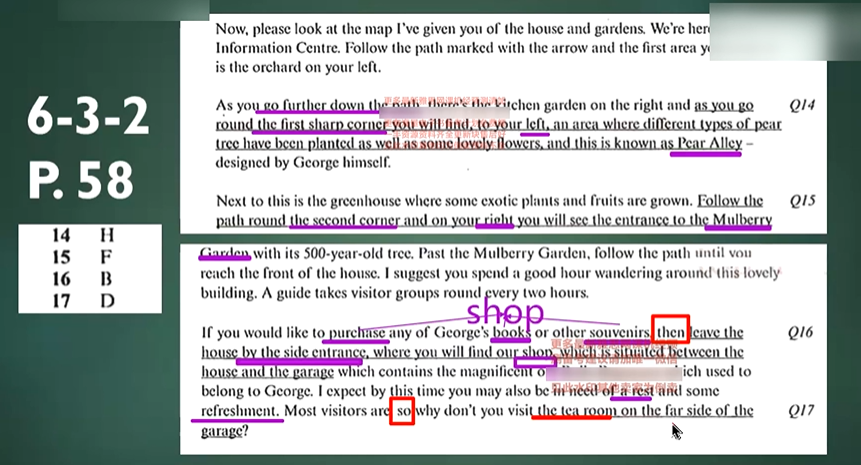 6-3-2
P. 58
14 H
15 F
16 B
17 D
Now, please look at the map I've given you of the house and gardens. We're her
Information Centre. Follow the path marked with the arrow and the first area y
is the orchard on your left.
As you go further down the path, there's the kitchen garden on the right and as you go Q14
round the first sharp corner you will find, to your left, an area where different types of pear
tree have been planted as well as some lovely flowers, and this is known as Pear Alley –
designed by George himself.
Next to this is the greenhouse where some exotic plants and fruits are grown. Follow the Q15
path round the second corner and on your right you will see the entrance to the Mulberry
Garden with its 500-year-old tree. Past the Mulberry Garden, follow the path until you
reach the front of the house. I suggest you spend a good hour wandering around this lovely
building. A guide takes visitor groups round every two hours.
shop
If you would like to purchase any of George's books or other souvenirs, then leave the Q16
house by the side entrance, where you will find our shop which is situated between the
house and the garage which contains the magnificent ich used to
belong to George. I expect by this time you may also be in need of a rest and some
refreshment. Most visitors are, so why don't you visit the tea room on the far side of the Q17
garage?